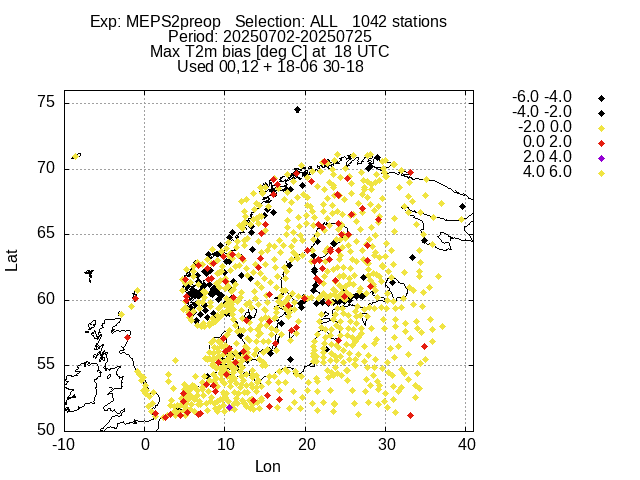 Exp: MEPS2preop   Selection: ALL   1042 stations
Period: 20250702-20250725
Max T2m bias [deg C] at  18 UTC
Used 00,12 + 18-06 30-18
-6.0 -4.0
-4.0 -2.0
-2.0 0.0
0.0 2.0
2.0 4.0
4.0 6.0
75
70
65
60
55
50
Lat
-10 0 10 20 30 40
Lon